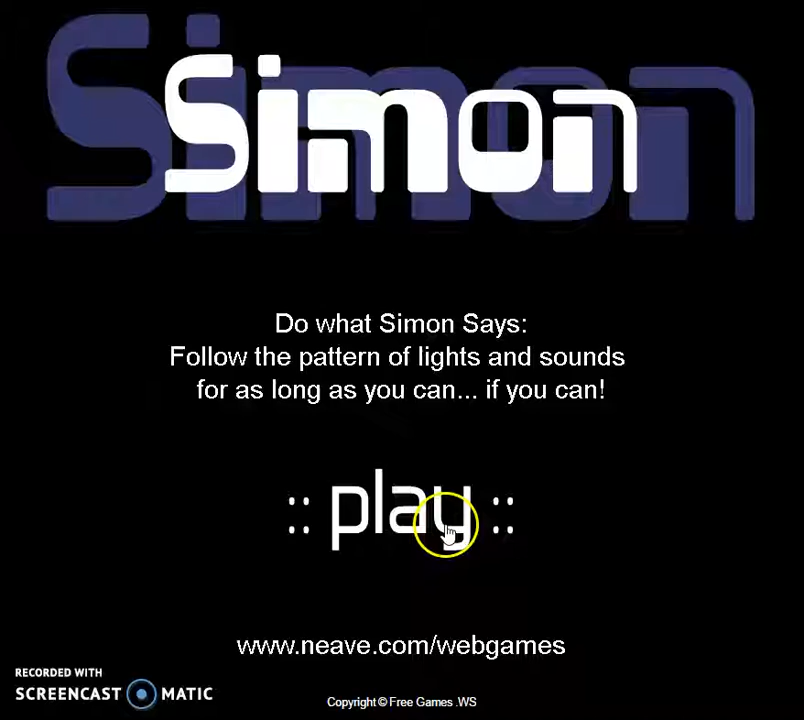 Simon
Simon
Do what Simon Says:
Follow the pattern of lights and sounds
for as long as you can... if you can!
:: play ::
www.neave.com/webgames
RECORDED WITH
SCREENCAST MATIC
Copyright © Free Games .WS